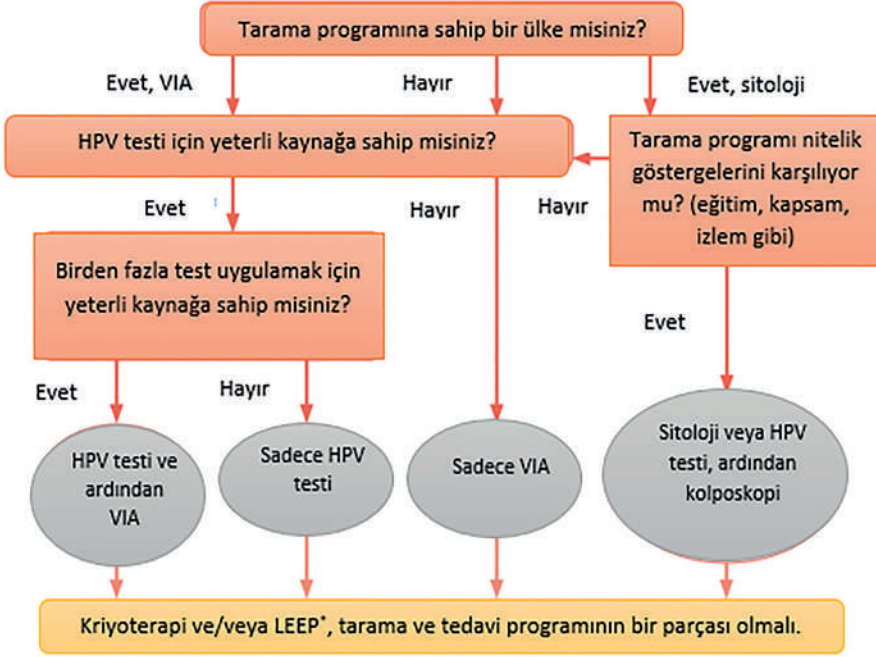 Tarama programına sahip bir ülke misiniz?
Evet, VIA
Hayır
Evet, sitoloji
HPV testi için yeterli kaynağa sahip misiniz?
Tarama programı nitelik
göstergelerini karşılıyor
mu? (eğitim, kapsam,
izlem gibi)
Evet
Hayır
Hayır
Birden fazla test uygulamak için
yeterli kaynağa sahip misiniz?
Evet
Evet
Hayır
HPV testi ve
ardından
VIA
Sadece HPV
testi
Sadece VIA
Sitoloji veya HPV
testi, ardından
kolposkopi
Kriyoterapi ve/veya LEEP*, tarama ve tedavi programının bir parçası olmalı.